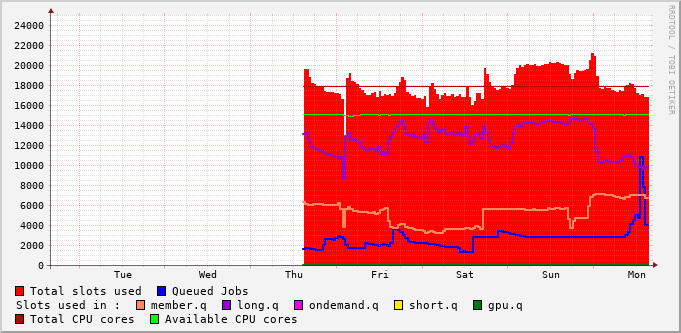 RRDTOOL / TOBI OETIKER
24000
22000
20000
18000
16000
14000
12000
10000
8000
6000
4000
2000
0
Tue Wed Thu Fri Sat Sun Mon
Total slots used Queued Jobs
Slots used in : member.q long.q ondemand.q short.q gpu.q
Total CPU cores Available CPU cores